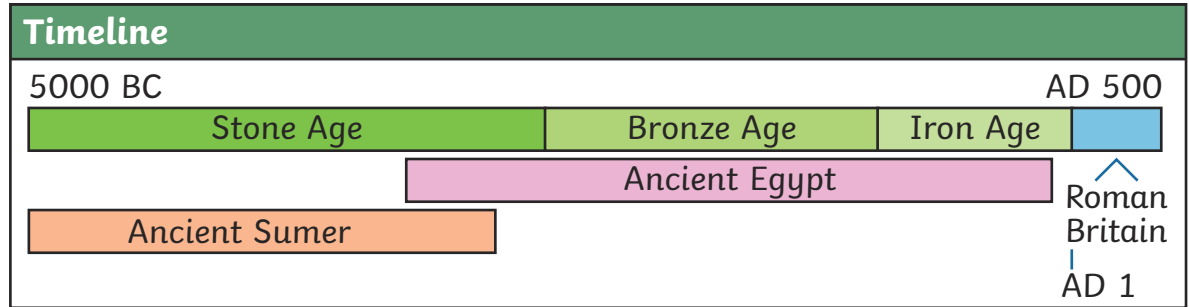 Timeline
5000 BC AD 500
Stone Age Bronze Age Iron Age
Ancient Egypt
Roman
Britain
Ancient Sumer
AD 1